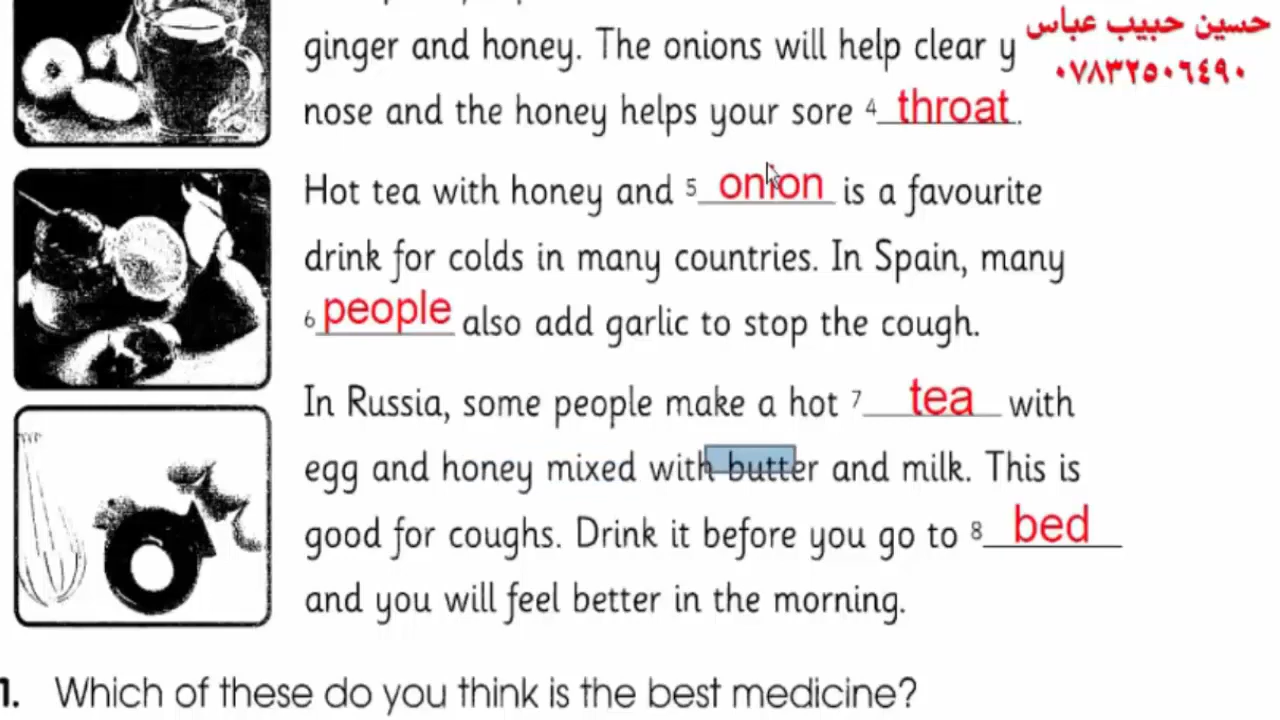 حسين حبيب عباس
٠٧٨٣٢٥٠٦٤٩٠
ginger and honey. The onions will help clear y
nose and the honey helps your sore 4 throat.
Hot tea with honey and 5 onion is a favourite
drink for colds in many countries. In Spain, many
6 people also add garlic to stop the cough.
In Russia, some people make a hot 7 tea with
egg and honey mixed with butter and milk. This is
good for coughs. Drink it before you go to 8 bed
and you will feel better in the morning.
1. Which of these do you think is the best medicine?